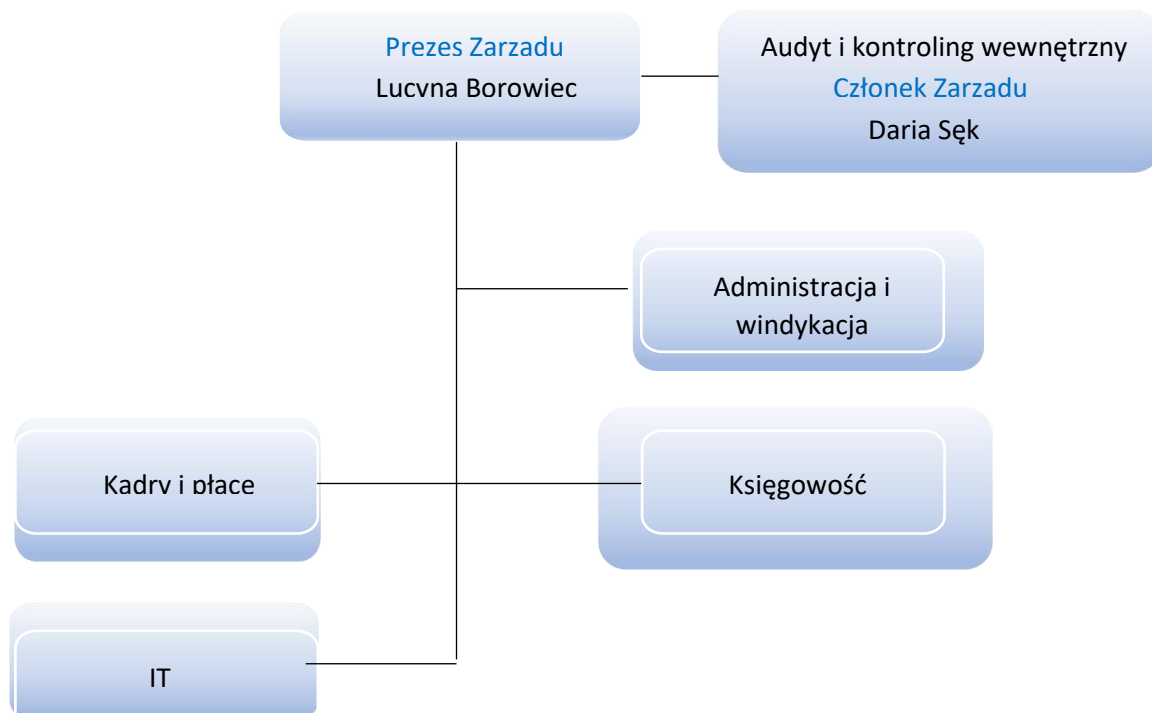 Prezes Zarzadu
Lucyna Borowiec
Audyt i kontroling wewnętrzny
Członek Zarzadu
Daria Sęk
Administracja i
windykacja
Kadry i płace
Księgowość
IT